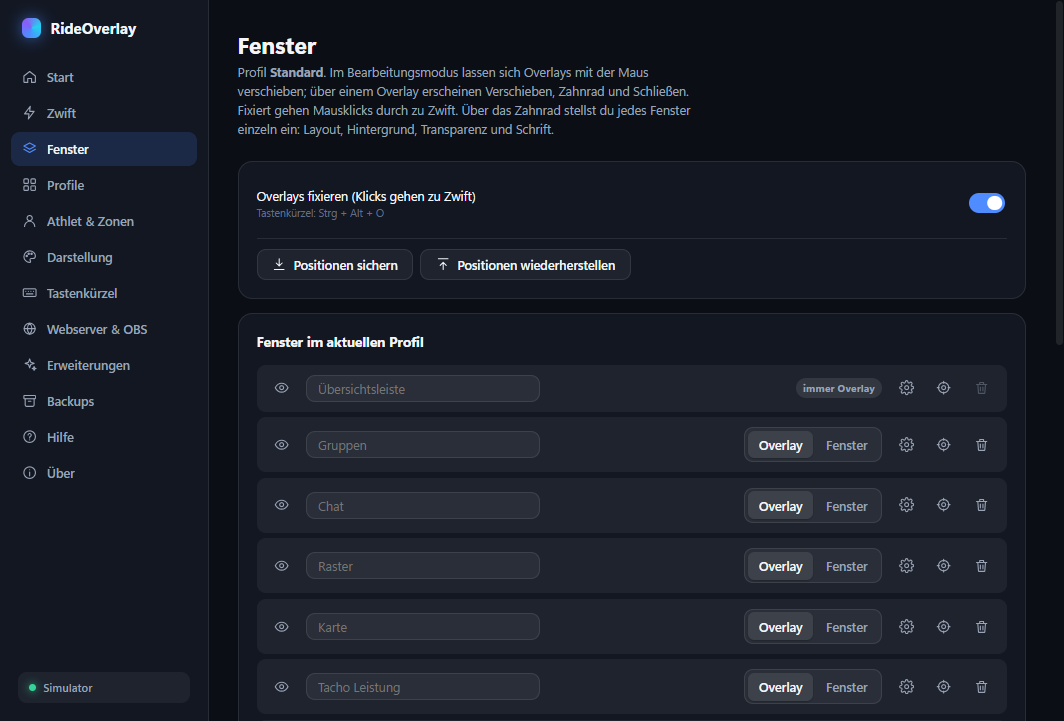 RideOverlay
Start
Zwift
Fenster
Profile
Athlet & Zonen
Darstellung
Tastenkürzel
Webserver & OBS
Erweiterungen
Backups
Hilfe
Über
Simulator
Fenster
Profil Standard. Im Bearbeitungsmodus lassen sich Overlays mit der Maus
verschieben; über einem Overlay erscheinen Verschieben, Zahnrad und Schließen.
Fixiert gehen Mausklicks durch zu Zwift. Über das Zahnrad stellst du jedes Fenster
einzeln ein: Layout, Hintergrund, Transparenz und Schrift.
Overlays fixieren (Klicks gehen zu Zwift)
Tastenkürzel: Strg + Alt + O
Positionen sichern Positionen wiederherstellen
Fenster im aktuellen Profil
Übersichtsleiste immer Overlay
Gruppen Overlay Fenster
Chat Overlay Fenster
Raster Overlay Fenster
Karte Overlay Fenster
Tacho Leistung Overlay Fenster